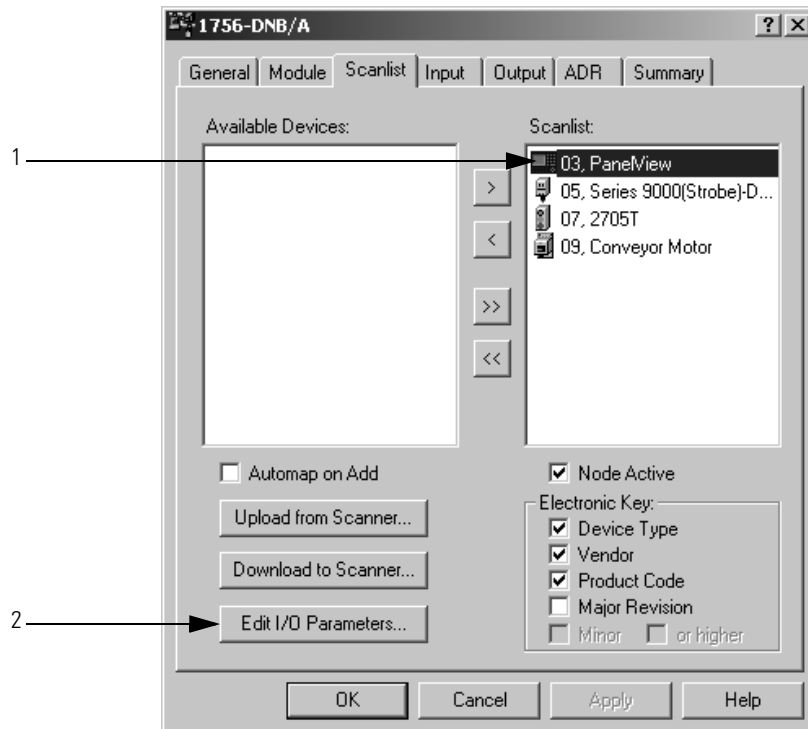 1756-DNB/A
General Module Scanlist Input Output ADR Summary
Available Devices: Scanlist:
1
03, PanelView
> 05, Series 9000(Strobe)-D...
07, 2705T
< 09, Conveyor Motor
>>
<<
Automap on Add Node Active
Upload from Scanner... Electronic Key:
Device Type
Vendor
Download to Scanner... Product Code
Major Revision
2 Edit I/O Parameters... Minor or higher
OK Cancel Apply Help